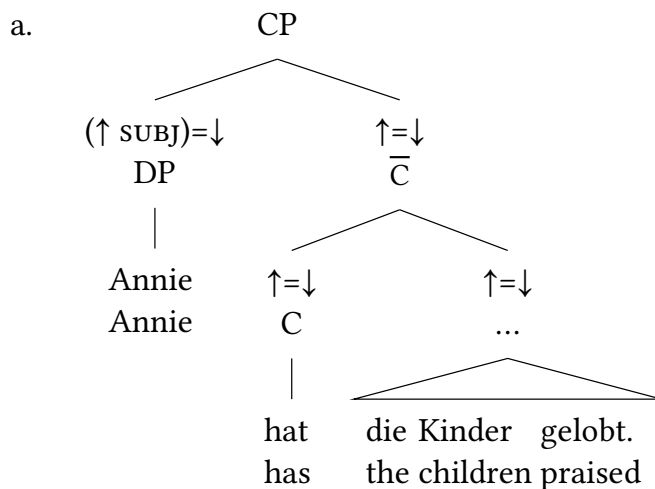 a.
CP
(↑ SUBJ)=↓ ↑=↓
DP C̅
Annie ↑=↓ ↑=↓
Annie C ...
hat die Kinder gelobt.
has the children praised